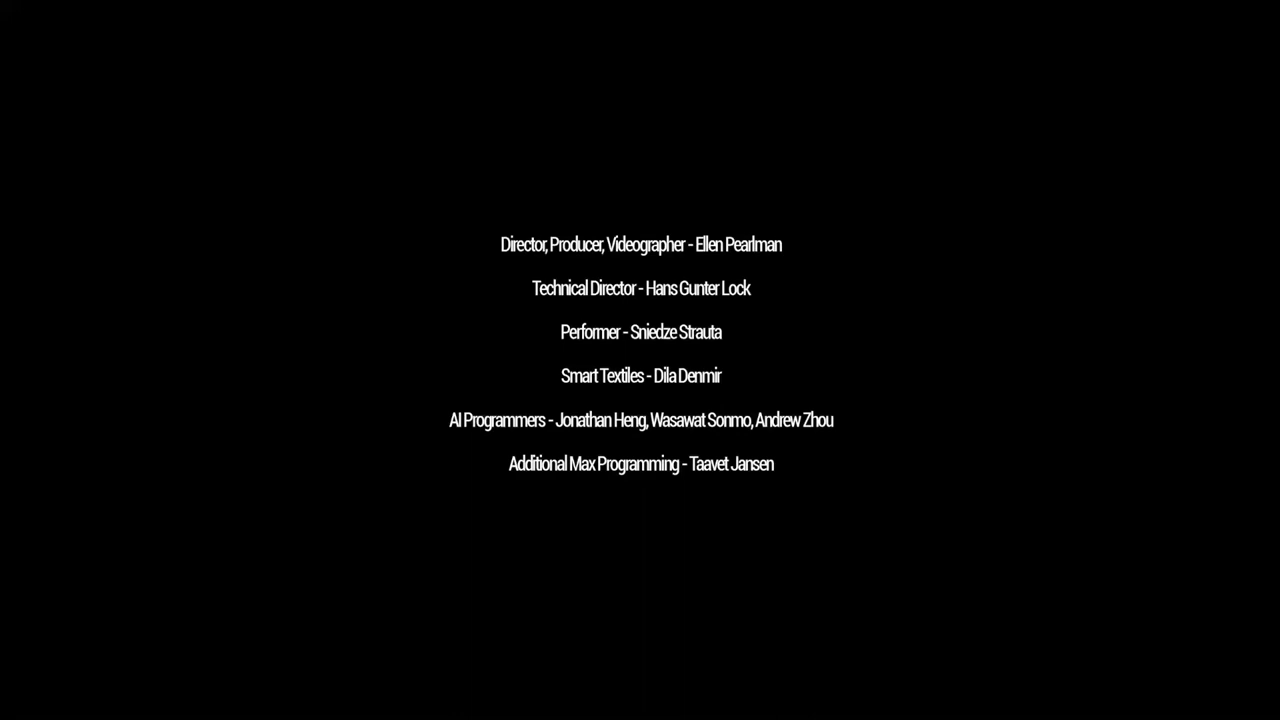 Director, Producer, Videographer - Ellen Pearlman
Technical Director - Hans Gunter Lock
Performer - Sniedze Strauta
Smart Textiles - Dila Denmir
AI Programmers - Jonathan Heng, Wasawat Sonmo, Andrew Zhou
Additional Max Programming - Taavet Jansen